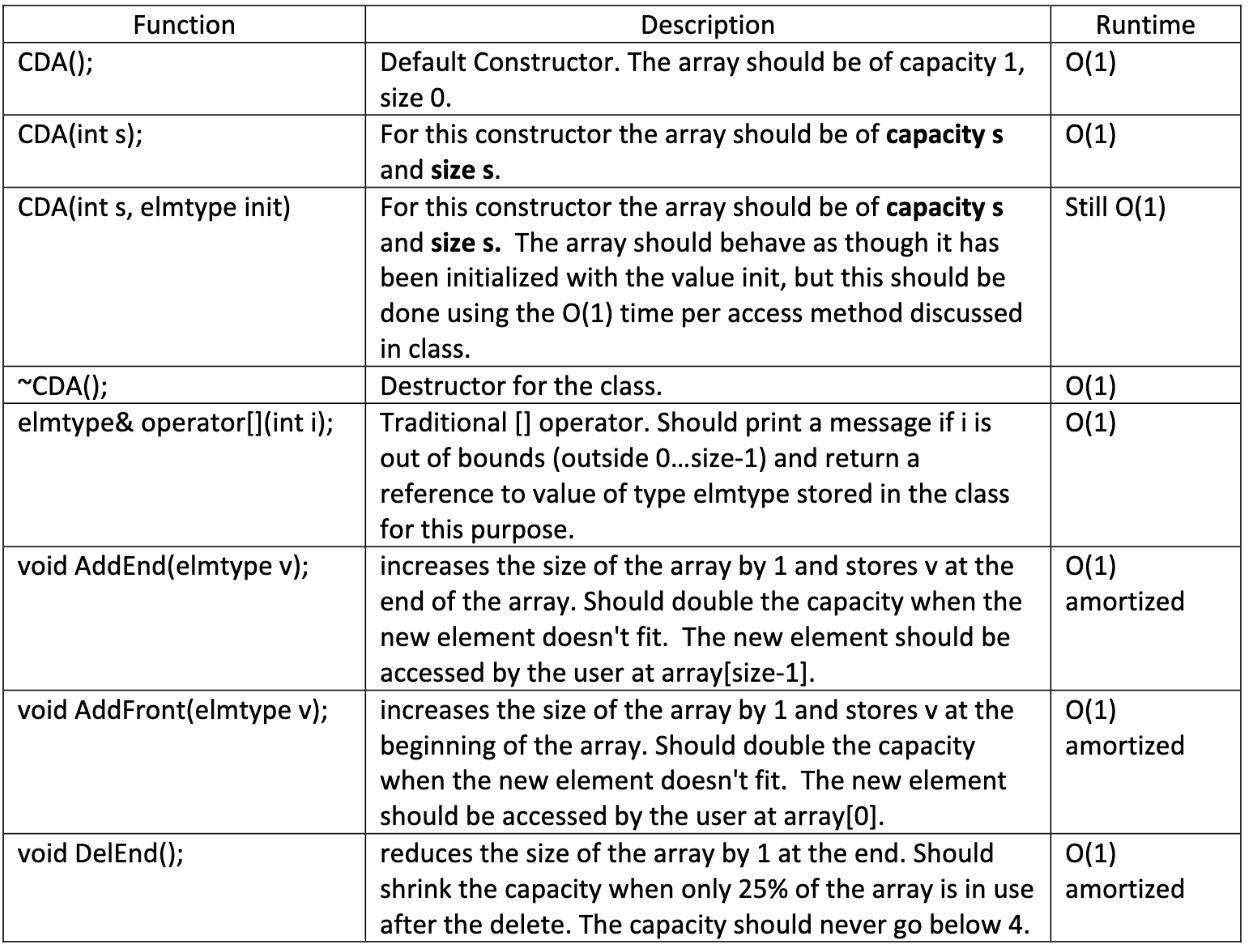 Function Description Runtime
CDA(); Default Constructor. The array should be of capacity 1, O(1)
size 0.
CDA(int s); For this constructor the array should be of capacity s O(1)
and size s.
CDA(int s, elmtype init) For this constructor the array should be of capacity s Still O(1)
and size s. The array should behave as though it has
been initialized with the value init, but this should be
done using the O(1) time per access method discussed
in class.
~CDA(); Destructor for the class. O(1)
elmtype& operator[](int i); Traditional [] operator. Should print a message if i is O(1)
out of bounds (outside 0...size-1) and return a
reference to value of type elmtype stored in the class
for this purpose.
void AddEnd(elmtype v); increases the size of the array by 1 and stores v at the O(1)
end of the array. Should double the capacity when the amortized
new element doesn't fit. The new element should be
accessed by the user at array[size-1].
void AddFront(elmtype v); increases the size of the array by 1 and stores v at the O(1)
beginning of the array. Should double the capacity amortized
when the new element doesn't fit. The new element
should be accessed by the user at array[0].
void DelEnd(); reduces the size of the array by 1 at the end. Should O(1)
shrink the capacity when only 25% of the array is in use amortized
after the delete. The capacity should never go below 4.